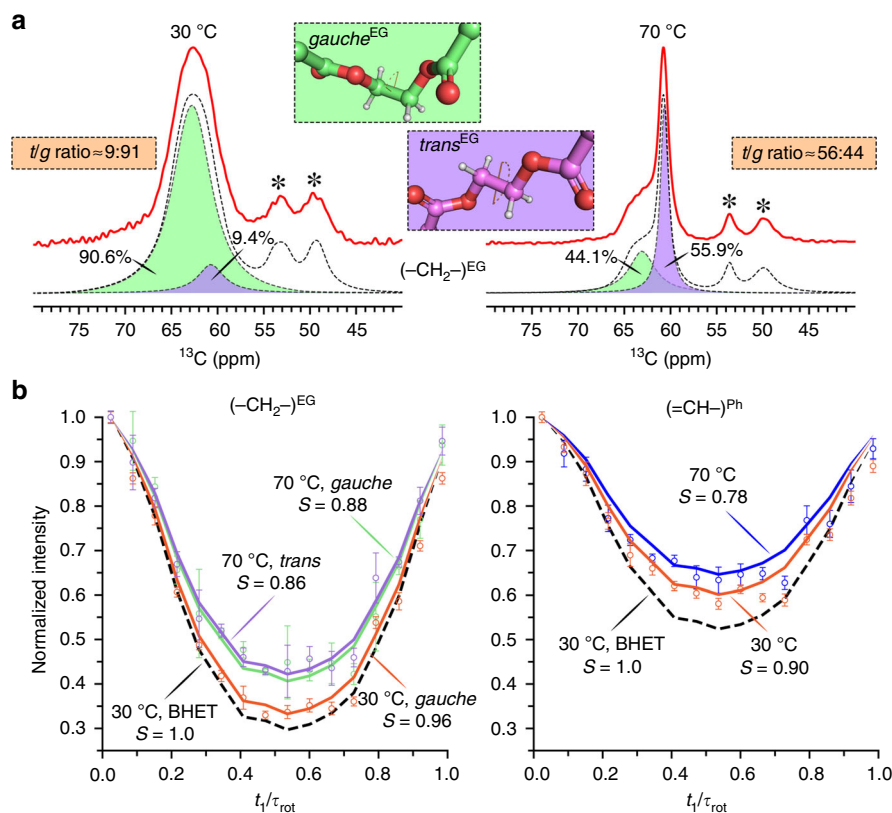 a
30 °C
gauche^EG
70 °C
trans^EG
t/g ratio≈9:91
t/g ratio≈56:44
*
*
*
*
90.6%
9.4%
44.1%
55.9%
(–CH2–)^EG
75 70 65 60 55 50 45
75 70 65 60 55 50 45
13C (ppm)
13C (ppm)
b
(–CH2–)^EG
(=CH–)^Ph
Normalized intensity
1.0
0.9
0.8
0.7
0.6
0.5
0.4
0.3
70 °C, gauche
S = 0.88
70 °C, trans
S = 0.86
30 °C, BHET
S = 1.0
30 °C, gauche
S = 0.96
0.0 0.2 0.4 0.6 0.8 1.0
t1/τrot
1.0
0.9
0.8
0.7
0.6
0.5
0.4
0.3
70 °C
S = 0.78
30 °C, BHET
S = 1.0
30 °C
S = 0.90
0.0 0.2 0.4 0.6 0.8 1.0
t1/τrot